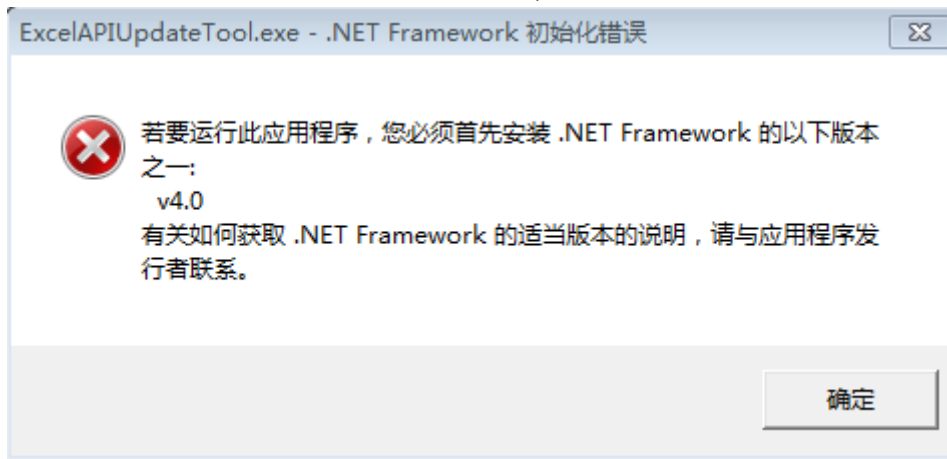 ExcelAPIUpdateTool.exe - .NET Framework 初始化错误
若要运行此应用程序，您必须首先安装 .NET Framework 的以下版本
之一:
v4.0
有关如何获取 .NET Framework 的适当版本的说明，请与应用程序发
行者联系。
确定